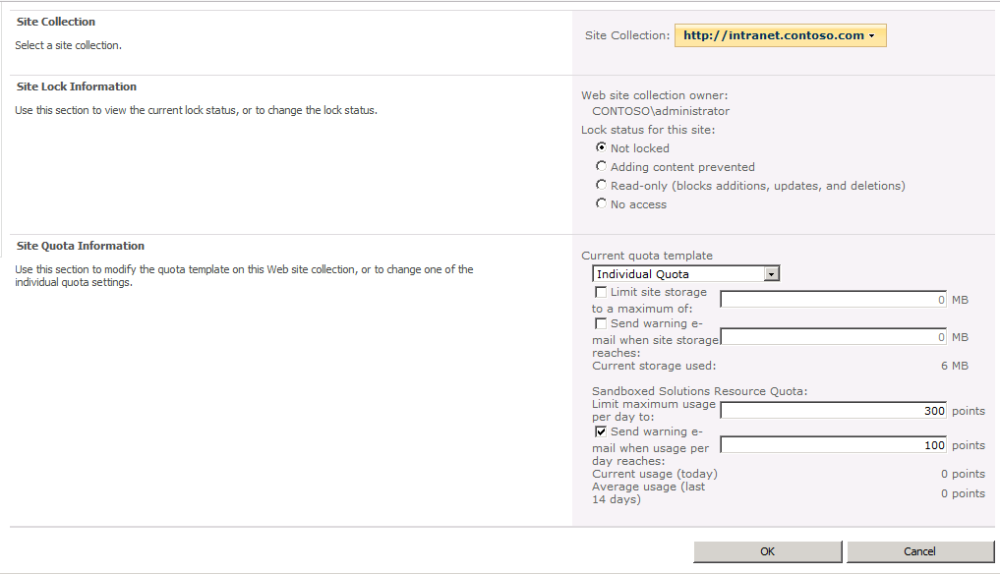 Site Collection
Select a site collection.
Site Collection: http://intranet.contoso.com
Site Lock Information
Use this section to view the current lock status, or to change the lock status.
Web site collection owner:
CONTOSO\administrator
Lock status for this site:
Not locked
Adding content prevented
Read-only (blocks additions, updates, and deletions)
No access
Site Quota Information
Use this section to modify the quota template on this Web site collection, or to change one of the
individual quota settings.
Current quota template
Individual Quota
Limit site storage
to a maximum of:
0 MB
Send warning e-
mail when site storage
reaches:
0 MB
Current storage used:
6 MB
Sandboxed Solutions Resource Quota:
Limit maximum usage
per day to:
300 points
Send warning e-
mail when usage per
day reaches:
100 points
Current usage (today)
0 points
Average usage (last
14 days)
0 points
OK
Cancel